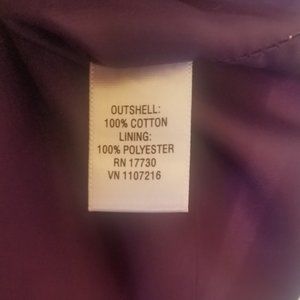 OUTSHELL:
100% COTTON
LINING:
100% POLYESTER
RN 17730
VN 1107216